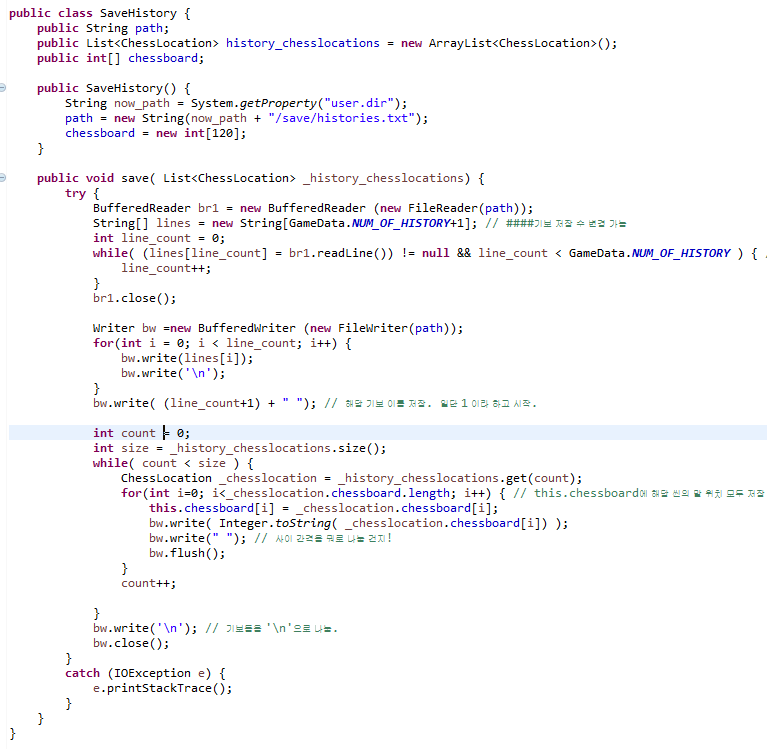 public class SaveHistory {
public String path;
public List<ChessLocation> history_chesslocations = new ArrayList<ChessLocation>();
public int[] chessboard;
public SaveHistory() {
String now_path = System.getProperty("user.dir");
path = new String(now_path + "/save/histories.txt");
chessboard = new int[120];
}
public void save( List<ChessLocation> _history_chesslocations) {
try {
BufferedReader br1 = new BufferedReader (new FileReader(path));
String[] lines = new String[GameData.NUM_OF_HISTORY+1]; // ####기보 저장 수 변경 가능
int line_count = 0;
while( (lines[line_count] = br1.readLine()) != null && line_count < GameData.NUM_OF_HISTORY ) {
line_count++;
}
br1.close();
Writer bw =new BufferedWriter (new FileWriter(path));
for(int i = 0; i < line_count; i++) {
bw.write(lines[i]);
bw.write('\n');
}
bw.write( (line_count+1) + " "); // 해당 기보 이름 저장. 일단 1 이라 하고 시작.
int count = 0;
int size = _history_chesslocations.size();
while( count < size ) {
ChessLocation _chesslocation = _history_chesslocations.get(count);
for(int i=0; i<_chesslocation.chessboard.length; i++) { // this.chessboard에 해당 씬의 말 위치 모두 저장
this.chessboard[i] = _chesslocation.chessboard[i];
bw.write( Integer.toString( _chesslocation.chessboard[i]) );
bw.write(" "); // 사이 간격을 뭐로 나눌 건지!
bw.flush();
}
count++;
}
bw.write('\n'); // 기보들을 '\n'으로 나눔.
bw.close();
}
catch (IOException e) {
e.printStackTrace();
}
}
}